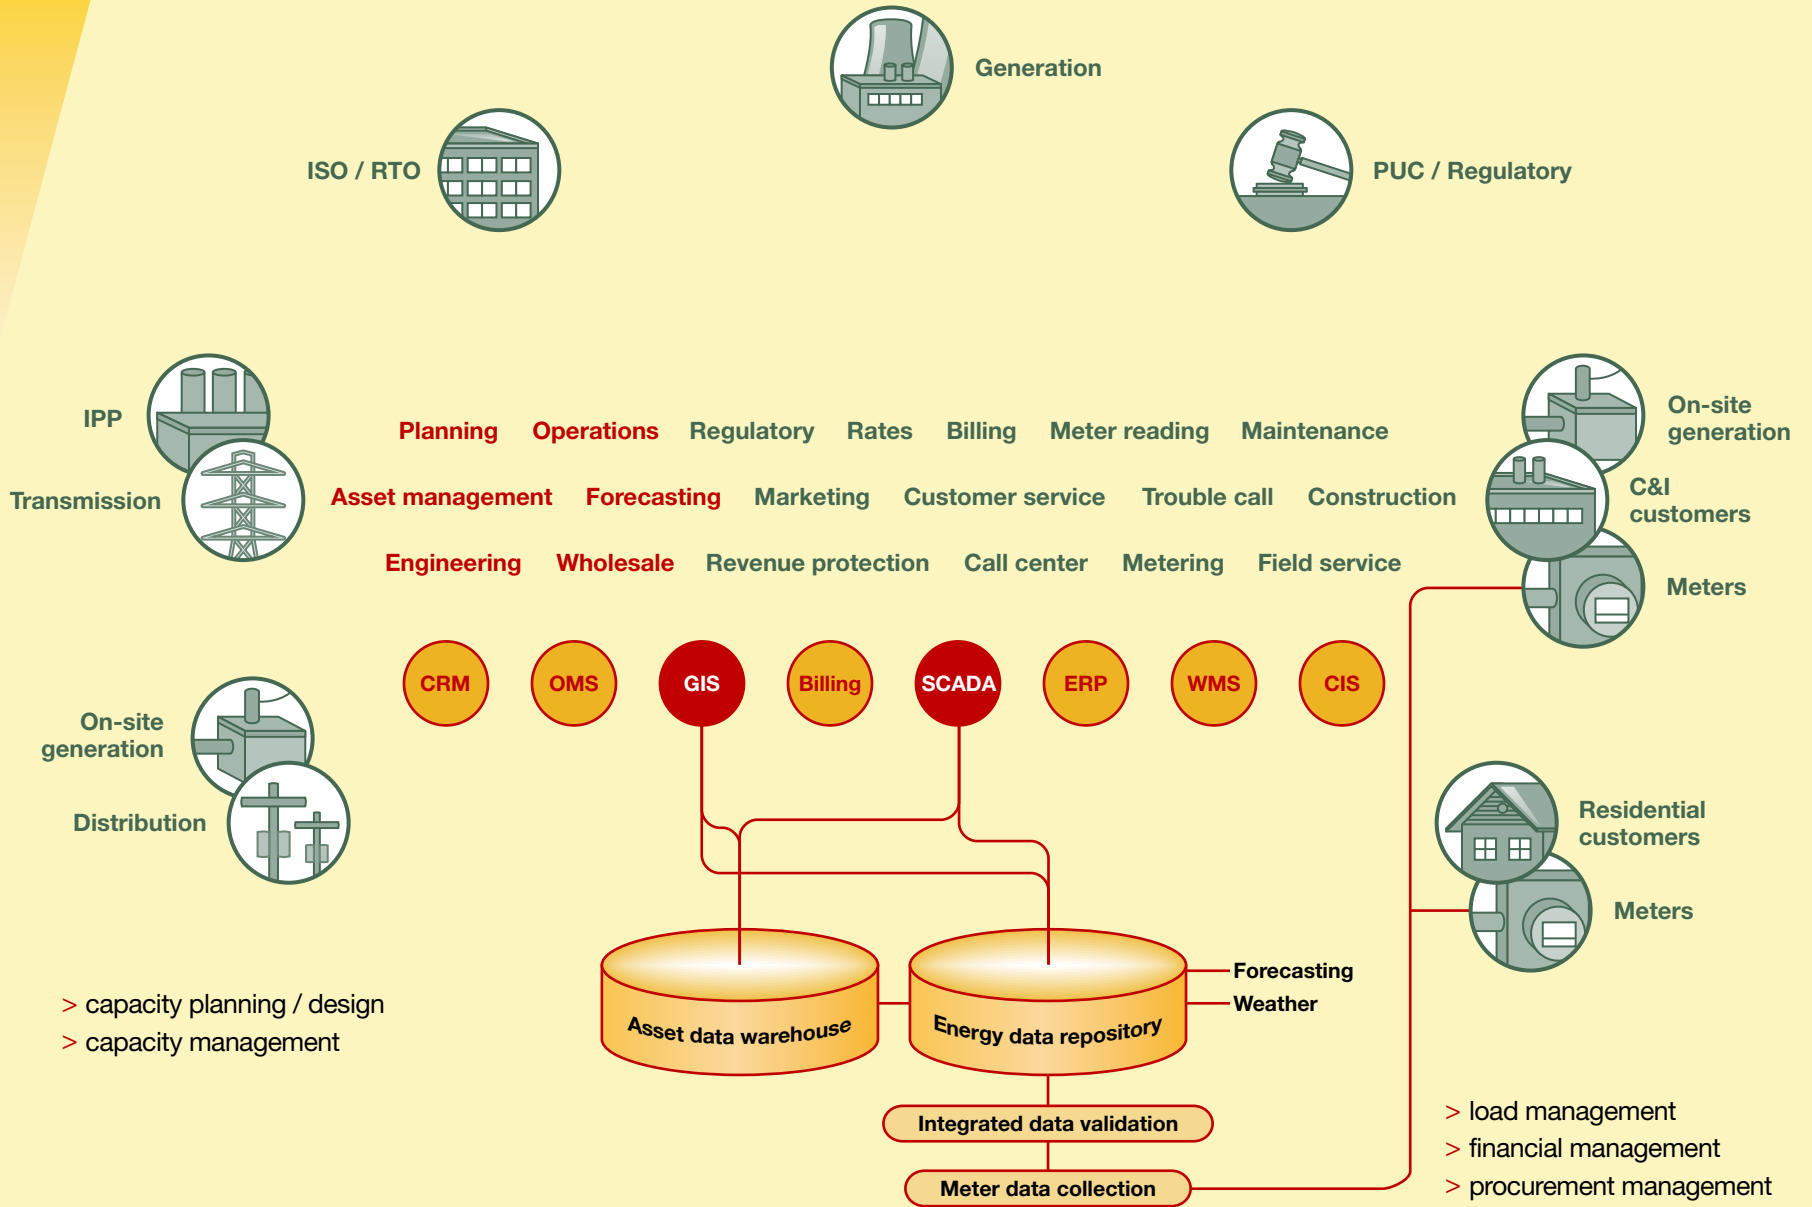 Generation
ISO / RTO
PUC / Regulatory
IPP
On-site
generation
Planning Operations Regulatory Rates Billing Meter reading Maintenance
Transmission
Asset management Forecasting Marketing Customer service Trouble call Construction
C&I
customers
Engineering Wholesale Revenue protection Call center Metering Field service
Meters
CRM OMS GIS Billing SCADA ERP WMS CIS
On-site
generation
Distribution
Residential
customers
Meters
Forecasting
Weather
Asset data warehouse
Energy data repository
> capacity planning / design
> capacity management
Integrated data validation
Meter data collection
> load management
> financial management
> procurement management